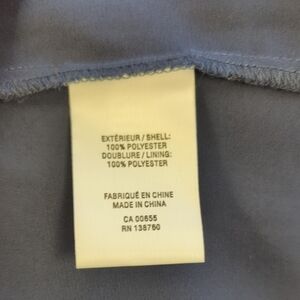 EXTÉRIEUR / SHELL:
100% POLYESTER
DOUBLURE / LINING:
100% POLYESTER
FABRIQUÉ EN CHINE
MADE IN CHINA
CA 00655
RN 138760